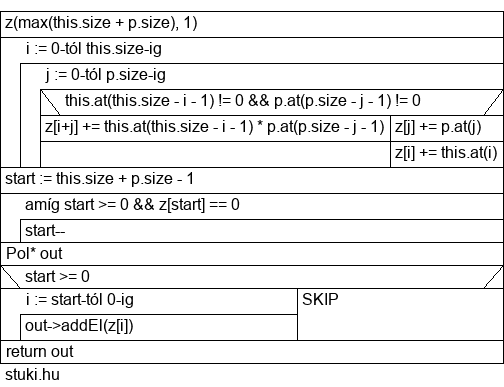 z(max(this.size + p.size), 1)
i := 0-tól this.size-ig
j := 0-tól p.size-ig
this.at(this.size - i - 1) != 0 && p.at(p.size - j - 1) != 0
z[i+j] += this.at(this.size - i - 1) * p.at(p.size - j - 1)
z[j] += p.at(j)
z[i] += this.at(i)
start := this.size + p.size - 1
amíg start >= 0 && z[start] == 0
start--
Pol* out
start >= 0
i := start-tól 0-ig
SKIP
out->addEl(z[i])
return out
stuki.hu